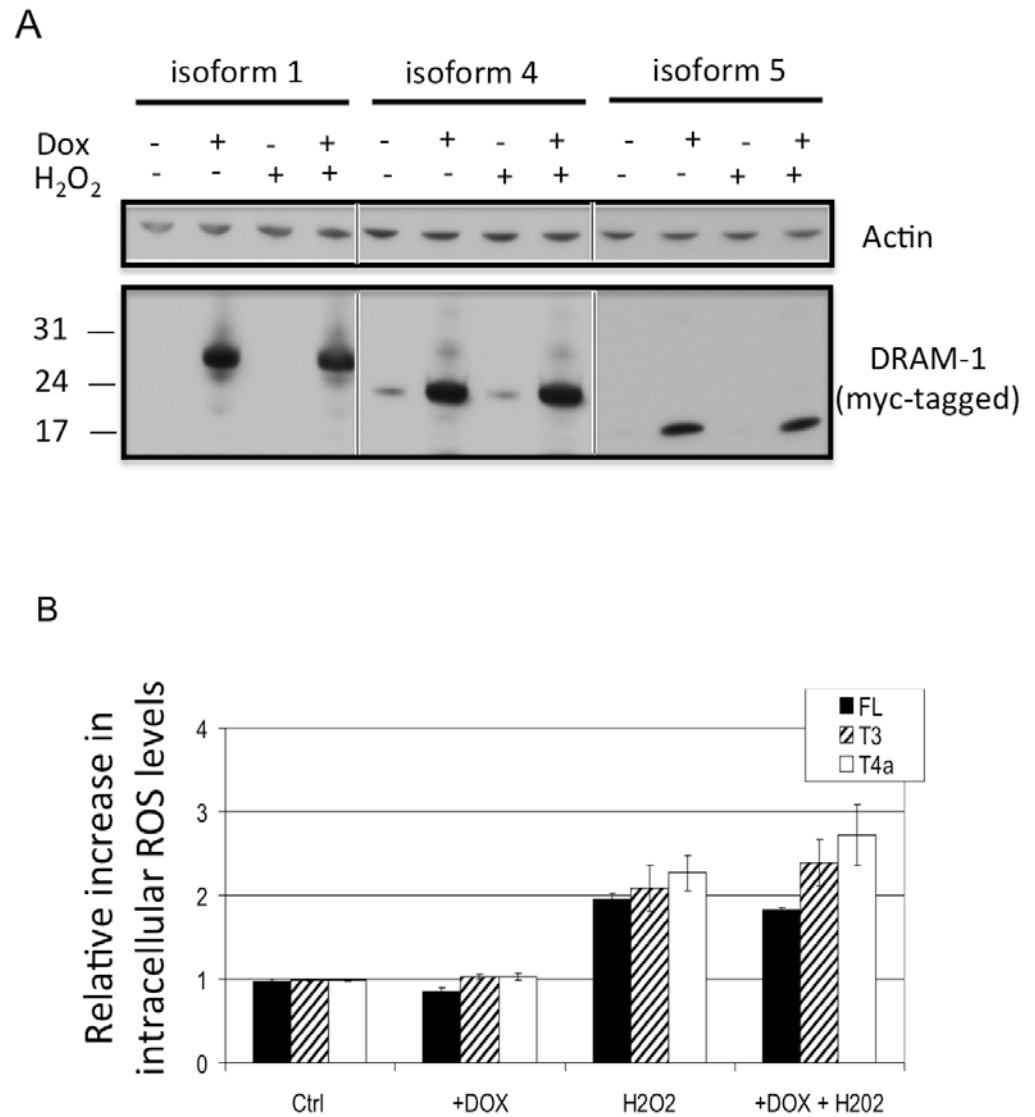 A
isoform 1 isoform 4 isoform 5
Dox - + - + - + - + - + - +
H₂O₂ - - + + - - + + - - + +
Actin
31 —
24 —
17 —
DRAM-1
(myc-tagged)
B
Relative increase in
intracellular ROS levels
4
3
2
1
0
FL
T3
T4a
Ctrl +DOX H2O2 +DOX + H202